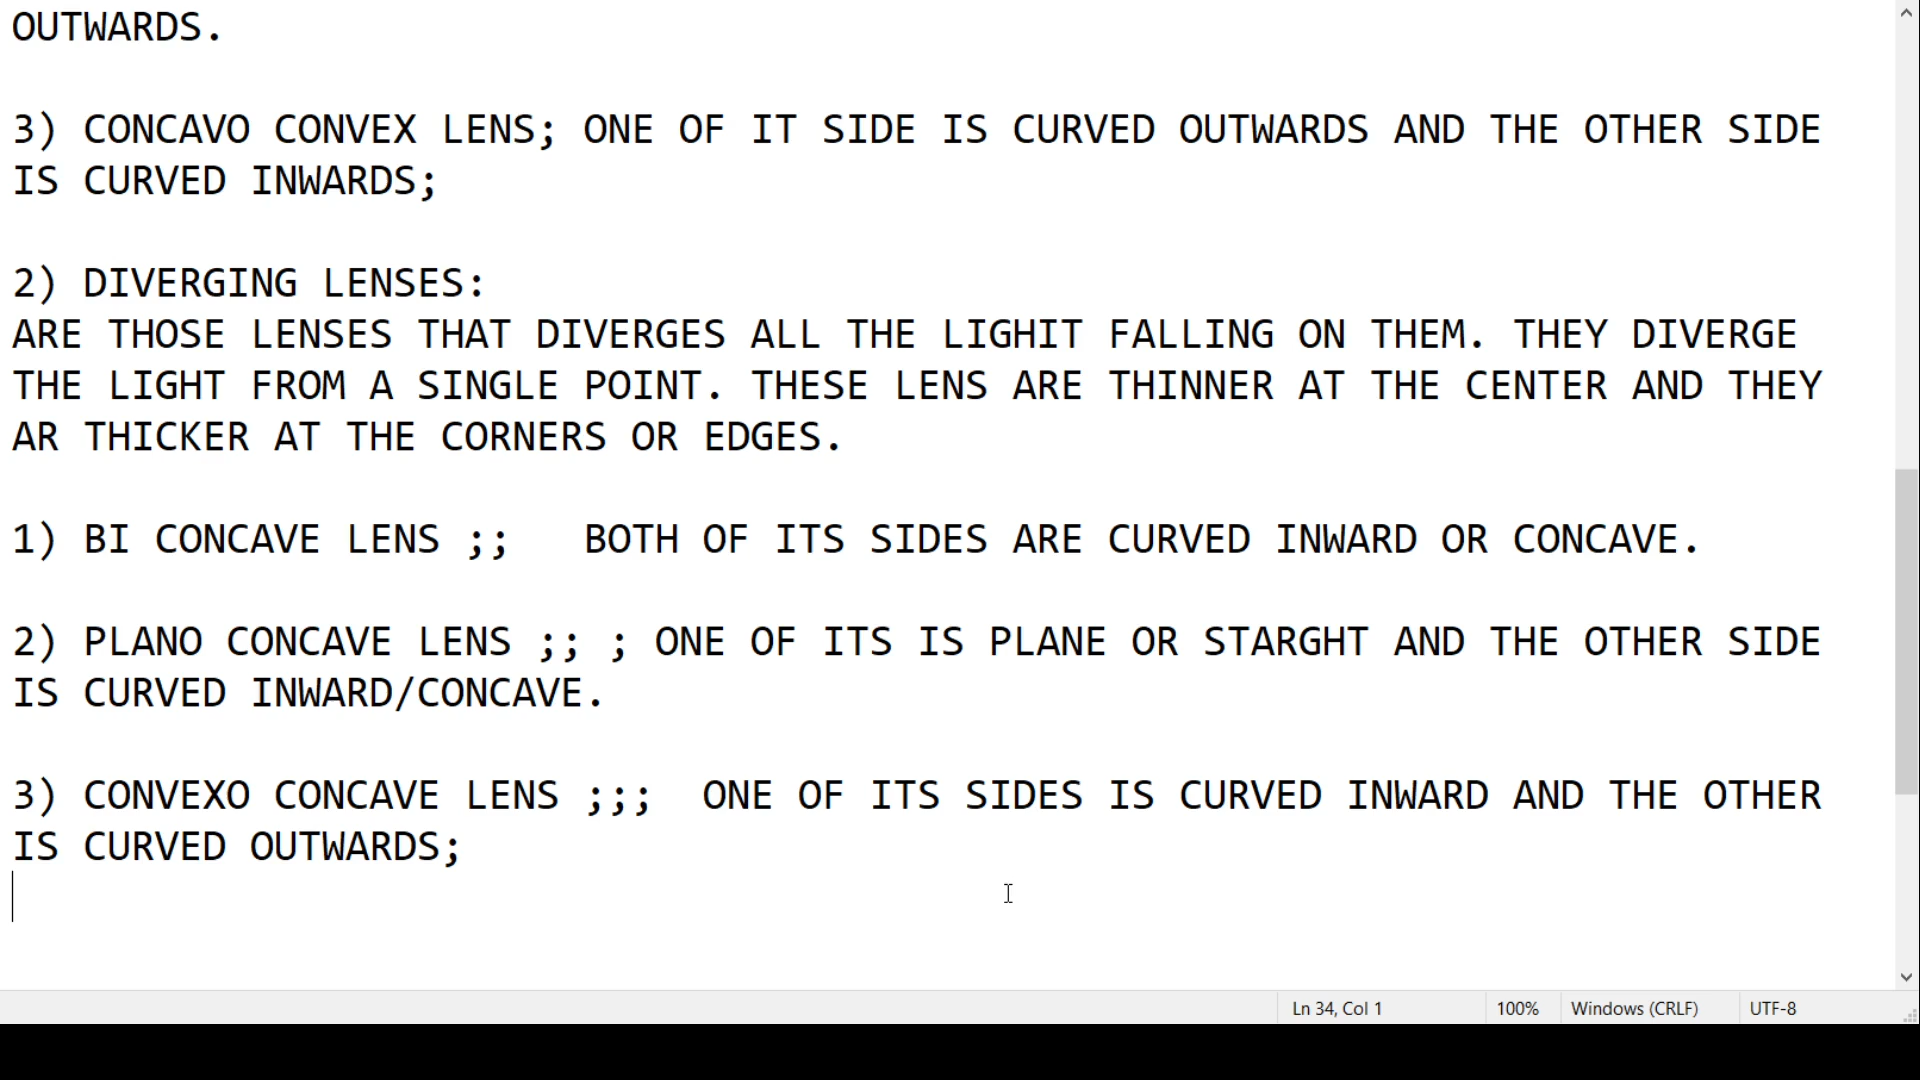 OUTWARDS.
3) CONCAVO CONVEX LENS; ONE OF IT SIDE IS CURVED OUTWARDS AND THE OTHER SIDE
IS CURVED INWARDS;
2) DIVERGING LENSES:
ARE THOSE LENSES THAT DIVERGES ALL THE LIGHIT FALLING ON THEM. THEY DIVERGE
THE LIGHT FROM A SINGLE POINT. THESE LENS ARE THINNER AT THE CENTER AND THEY
AR THICKER AT THE CORNERS OR EDGES.
1) BI CONCAVE LENS ;;   BOTH OF ITS SIDES ARE CURVED INWARD OR CONCAVE.
2) PLANO CONCAVE LENS ;; ; ONE OF ITS IS PLANE OR STARGHT AND THE OTHER SIDE
IS CURVED INWARD/CONCAVE.
3) CONVEXO CONCAVE LENS ;;;  ONE OF ITS SIDES IS CURVED INWARD AND THE OTHER
IS CURVED OUTWARDS;
Ln 34, Col 1 100% Windows (CRLF) UTF-8